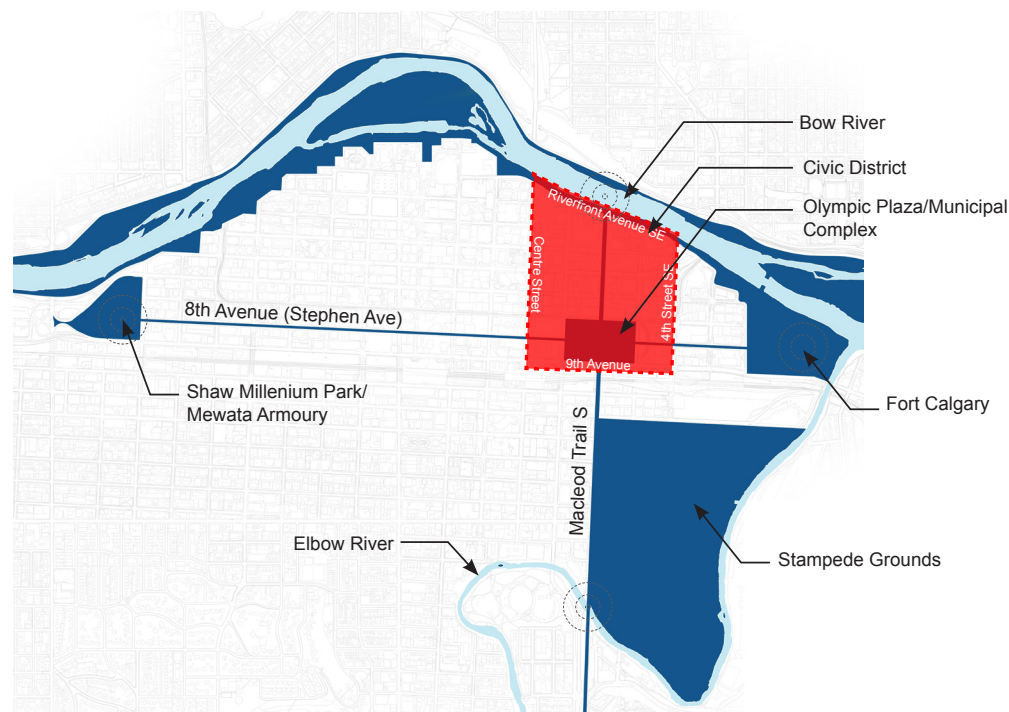 Bow River
Civic District
Olympic Plaza/Municipal
Complex
Riverfront Avenue SE
Centre Street
4th Street SE
8th Avenue (Stephen Ave)
9th Avenue
Shaw Millenium Park/
Mewata Armoury
Fort Calgary
Macleod Trail S
Elbow River
Stampede Grounds